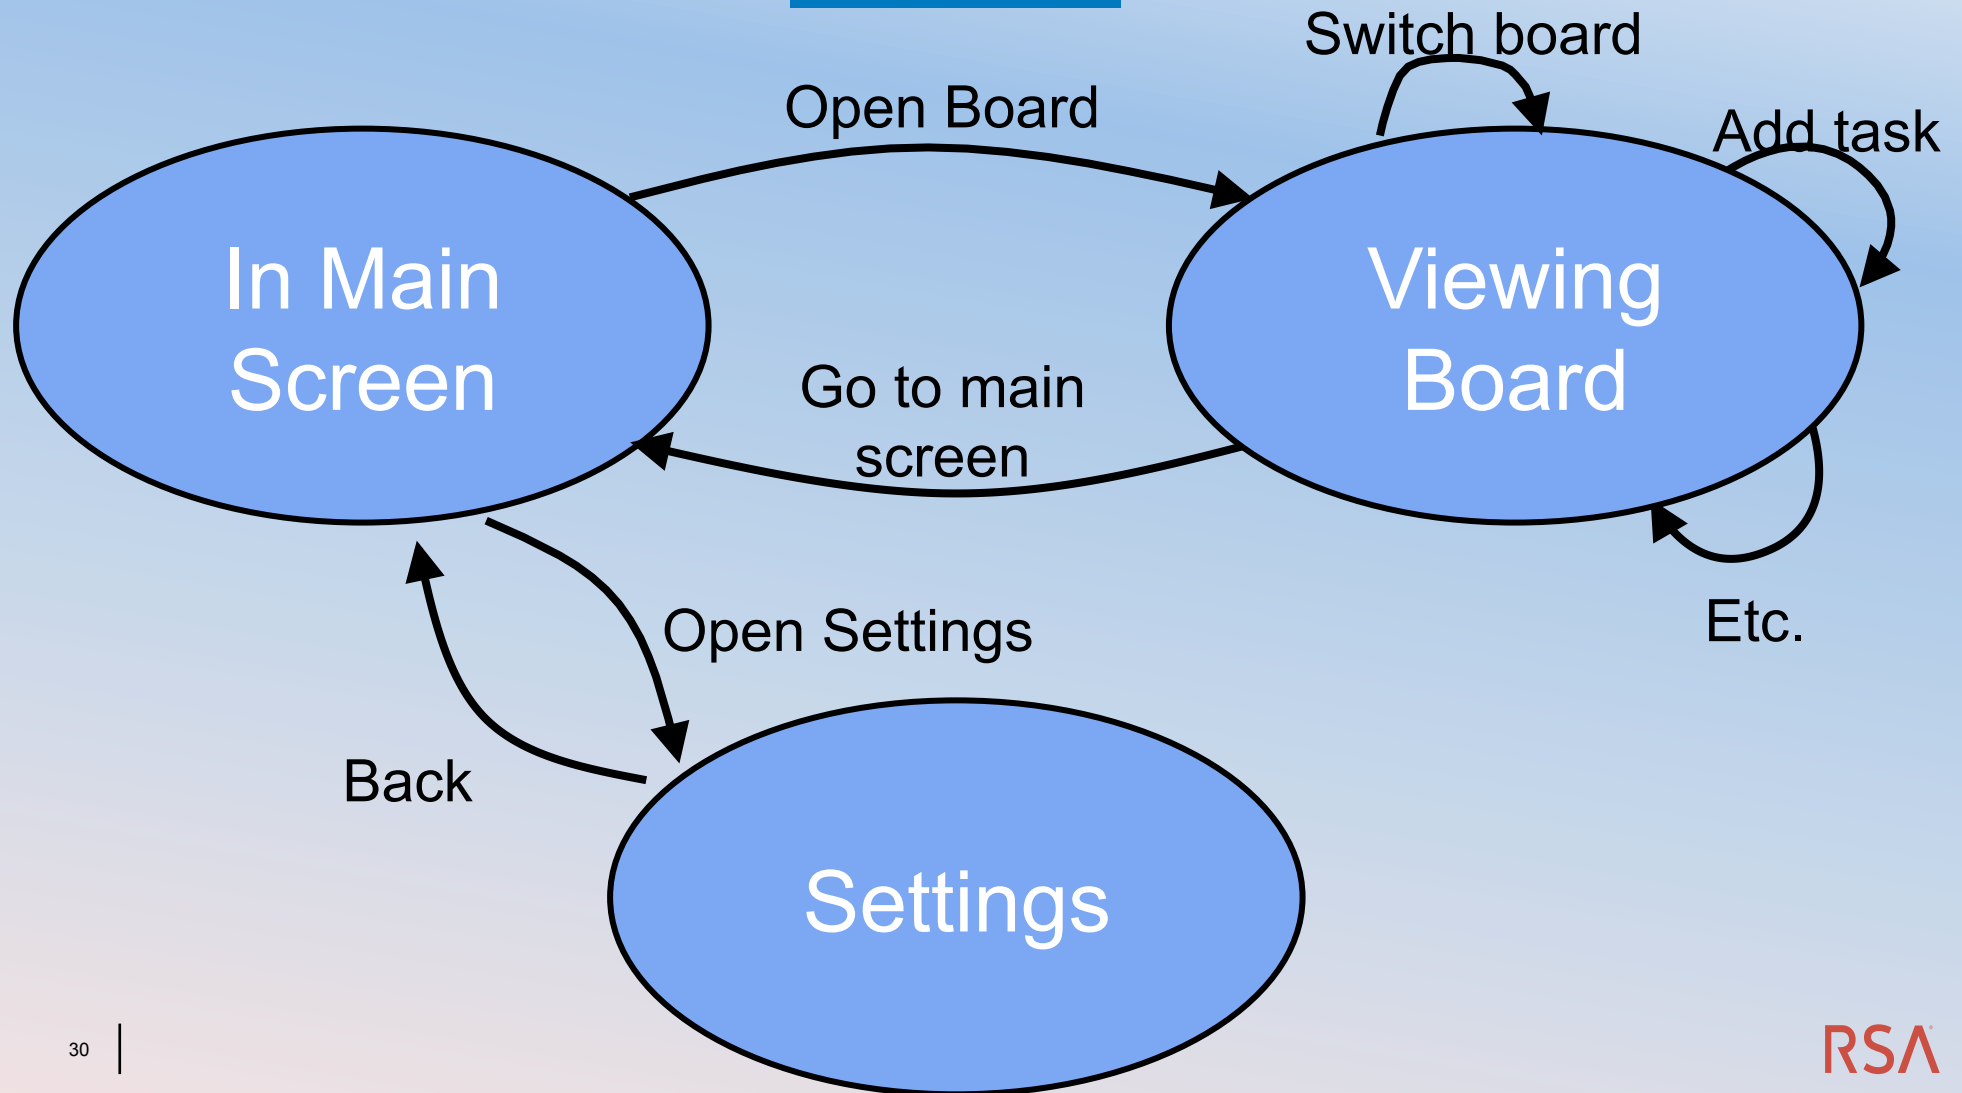 Switch board
Open Board
Add task
In Main
Screen
Viewing
Board
Go to main
screen
Open Settings
Etc.
Back
Settings
30
RSA